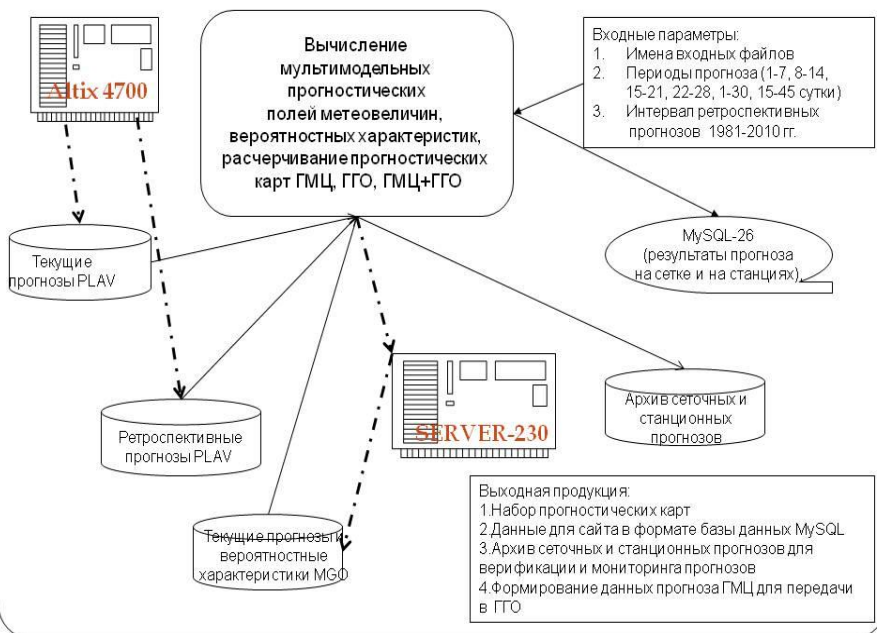 Altix 4700
Вычисление
мультимодельных
прогностических
полей метеовеличин,
вероятностных характеристик,
расчерчивание прогностических
карт ГМЦ, ГГО, ГМЦ+ГГО
Входные параметры:
1. Имена входных файлов
2. Периоды прогноза (1-7, 8-14,
15-21, 22-28, 1-30, 15-45 сутки)
3. Интервал ретроспективных
прогнозов 1981-2010 гг.
Текущие
прогнозы PLAV
MySQL-26
(результаты прогноза
на сетке и на станциях)
Ретроспективные
прогнозы PLAV
SERVER-230
Архив сеточных и
станционных
прогнозов
Текущие прогнозы и
вероятностные
характеристики MGO
Выходная продукция:
1.Набор прогностических карт
2.Данные для сайта в формате базы данных MySQL
3.Архив сеточных и станционных прогнозов для
верификации и мониторинга прогнозов
4.Формирование данных прогноза ГМЦ для передачи
в ГГО